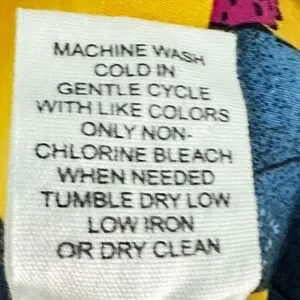 MACHINE WASH
COLD IN
GENTLE CYCLE
WITH LIKE COLORS
ONLY NON-
CHLORINE BLEACH
WHEN NEEDED
TUMBLE DRY LOW
LOW IRON
OR DRY CLEAN